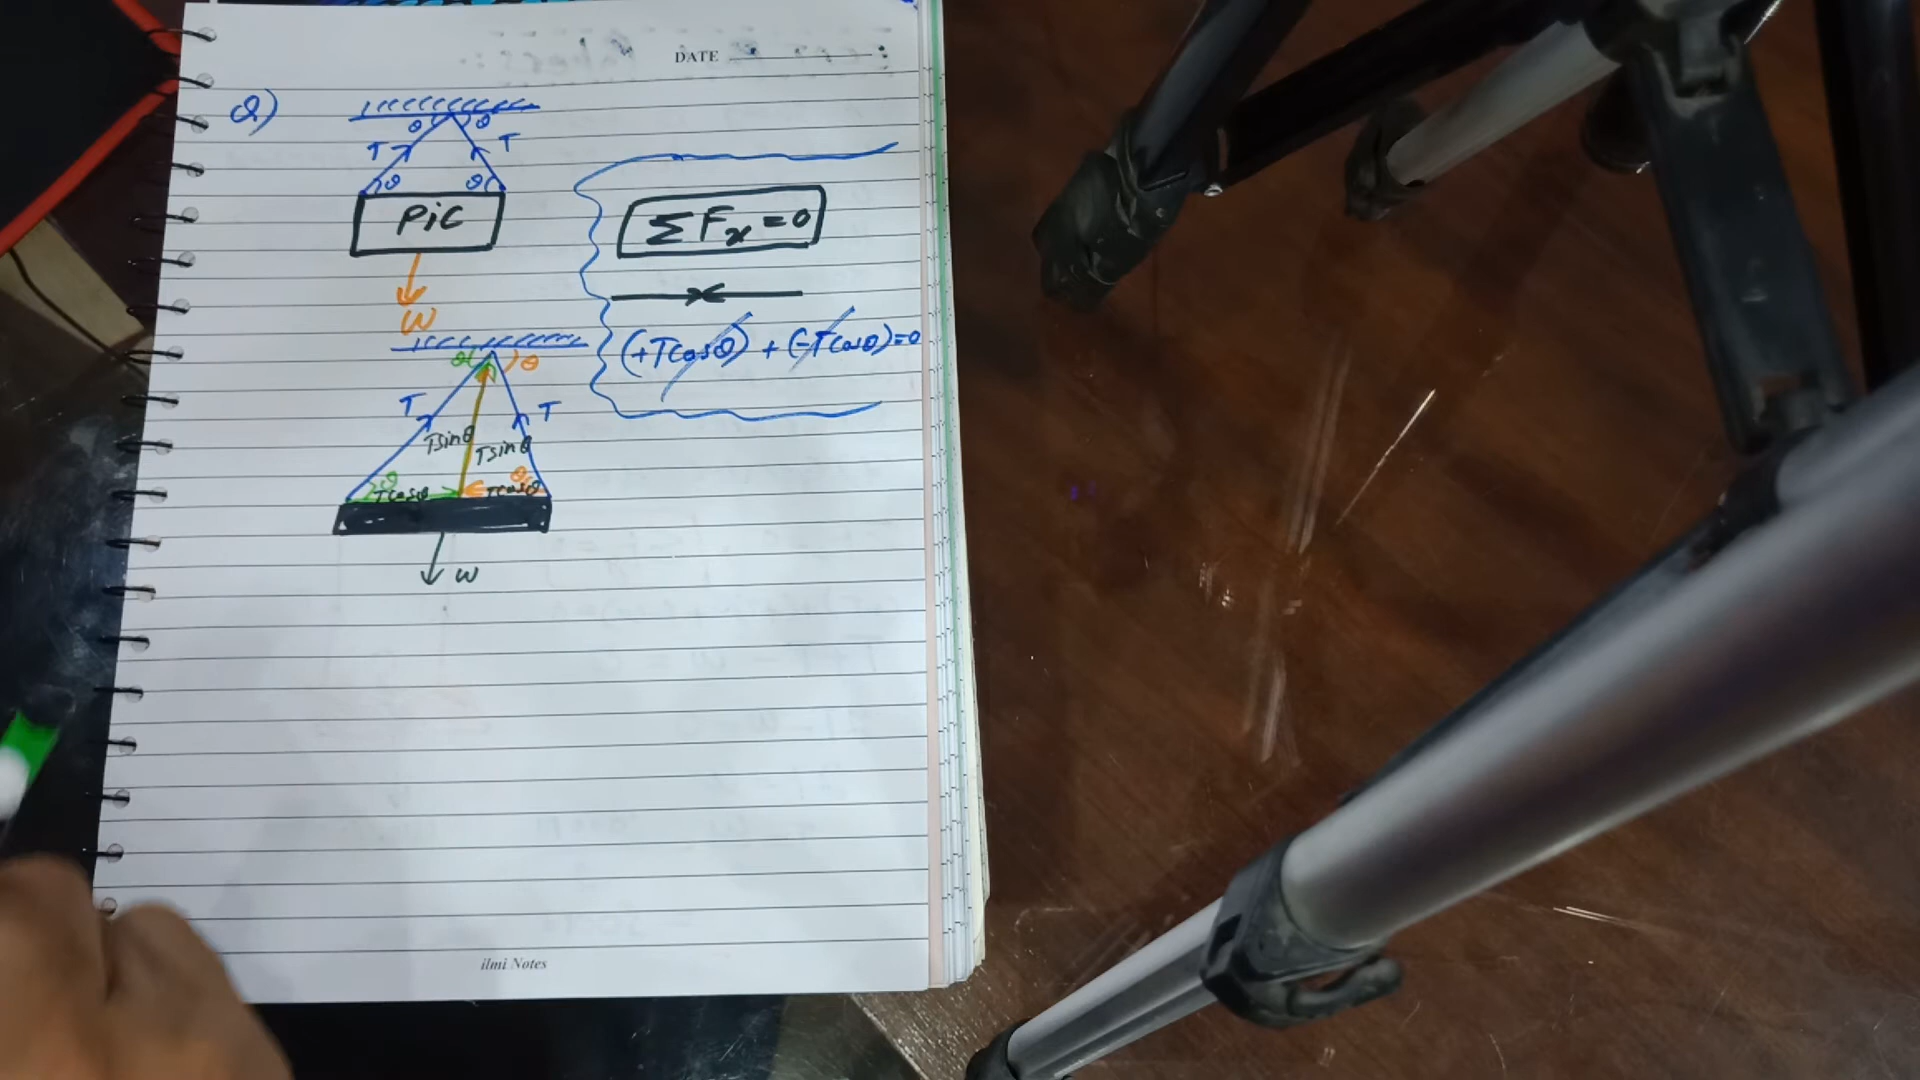 DATE
Q)
θ θ
T T
θ θ
PiC
W
ΣFx=0
(+Tcosθ) + (-Tcosθ)=0
θ θ
T T
Tsinθ Tsinθ
θ θ
Tcosθ Tcosθ
W
ilmi Notes